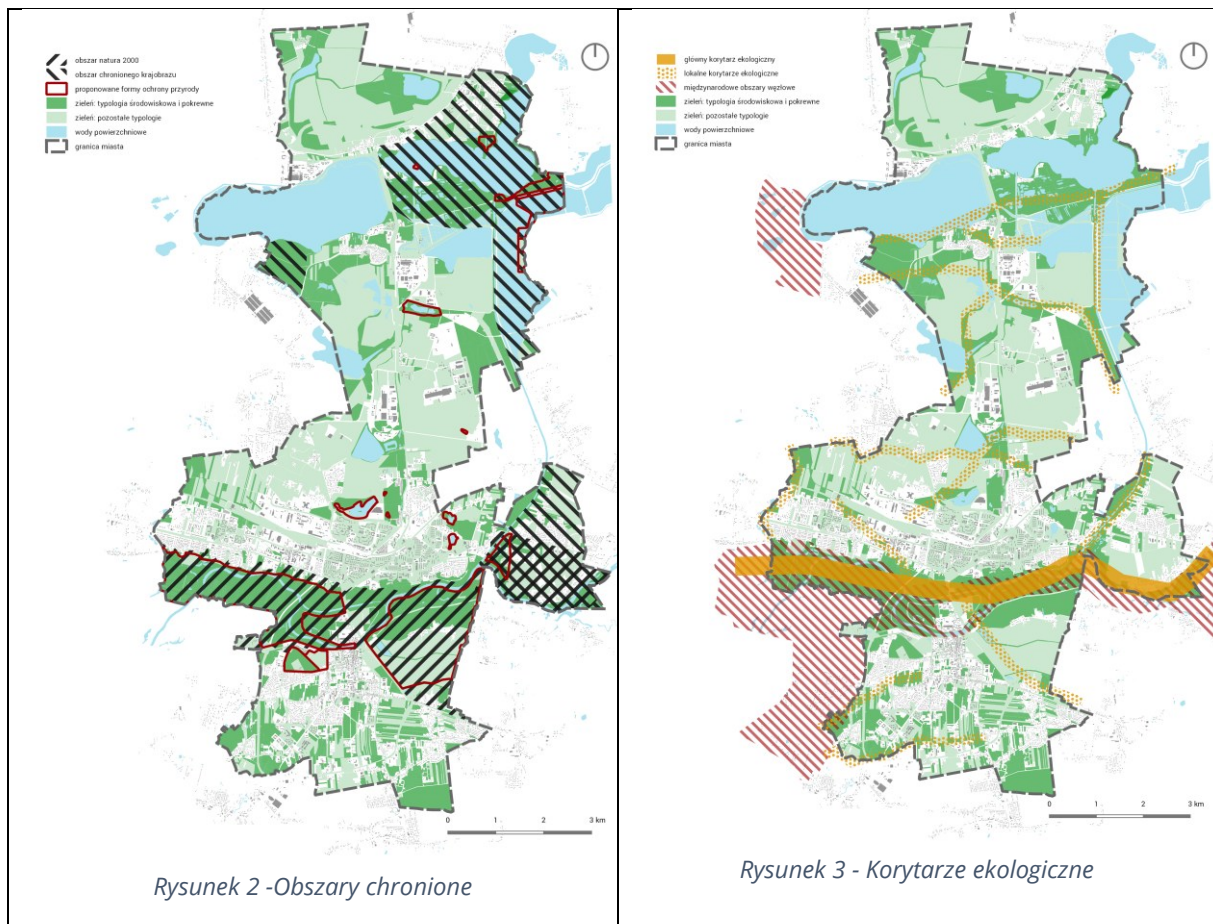 obszar natura 2000
obszar chronionego krajobrazu
proponowane formy ochrony przyrody
zieleń: typologia środowiskowa i pokrewne
zieleń: pozostałe typologie
wody powierzchniowe
granica miasta
0 1 2 3 km
Rysunek 2 -Obszary chronione
główny korytarz ekologiczny
lokalne korytarze ekologiczne
międzynarodowe obszary węzłowe
zieleń: typologia środowiskowa i pokrewne
zieleń: pozostałe typologie
wody powierzchniowe
granica miasta
0 1 2 3 km
Rysunek 3 - Korytarze ekologiczne